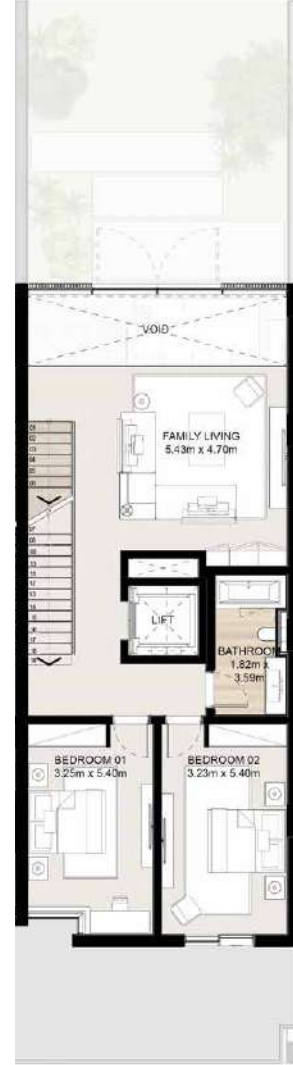 VOID
FAMILY LIVING
5.43m x 4.70m
LIFT
BATHROOM
1.82m x
3.59m
BEDROOM 01
3.25m x 5.40m
BEDROOM 02
3.23m x 5.40m